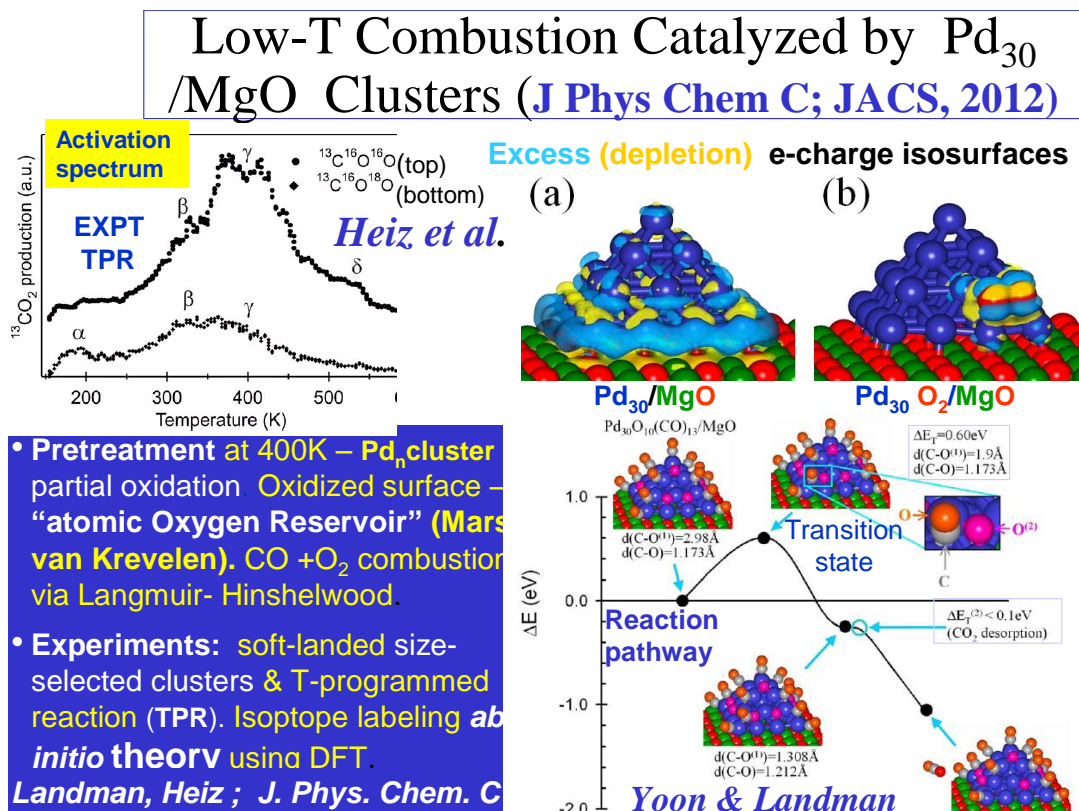 Low-T Combustion Catalyzed by Pd30
/MgO Clusters (J Phys Chem C; JACS, 2012)
Activation
spectrum
EXPT
TPR
13CO2 production (a.u.)
α
β
γ
δ
β
γ
13C16O16O(top)
13C16O18O
(bottom)
Heiz et al.
200 300 400 500
Temperature (K)
Excess (depletion) e-charge isosurfaces
(a) (b)
Pd30/MgO Pd30 O2/MgO
• Pretreatment at 400K – Pdncluster
partial oxidation. Oxidized surface –
“atomic Oxygen Reservoir” (Mars
van Krevelen). CO +O2 combustion
via Langmuir- Hinshelwood.
• Experiments: soft-landed size-
selected clusters & T-programmed
reaction (TPR). Isoptope labeling ab
initio theory using DFT.
Landman, Heiz ; J. Phys. Chem. C
Pd30O10(CO)13/MgO
ΔET=0.60eV
d(C-O(1))=1.9Å
d(C-O)=1.173Å
O
O(2)
C
1.0
0.0
-1.0
-2.0
ΔE (eV)
d(C-O(1))=2.98Å
d(C-O)=1.173Å
Transition
state
Reaction
pathway
ΔET(2) < 0.1eV
(CO2 desorption)
d(C-O(1))=1.308Å
d(C-O)=1.212Å
Yoon & Landman